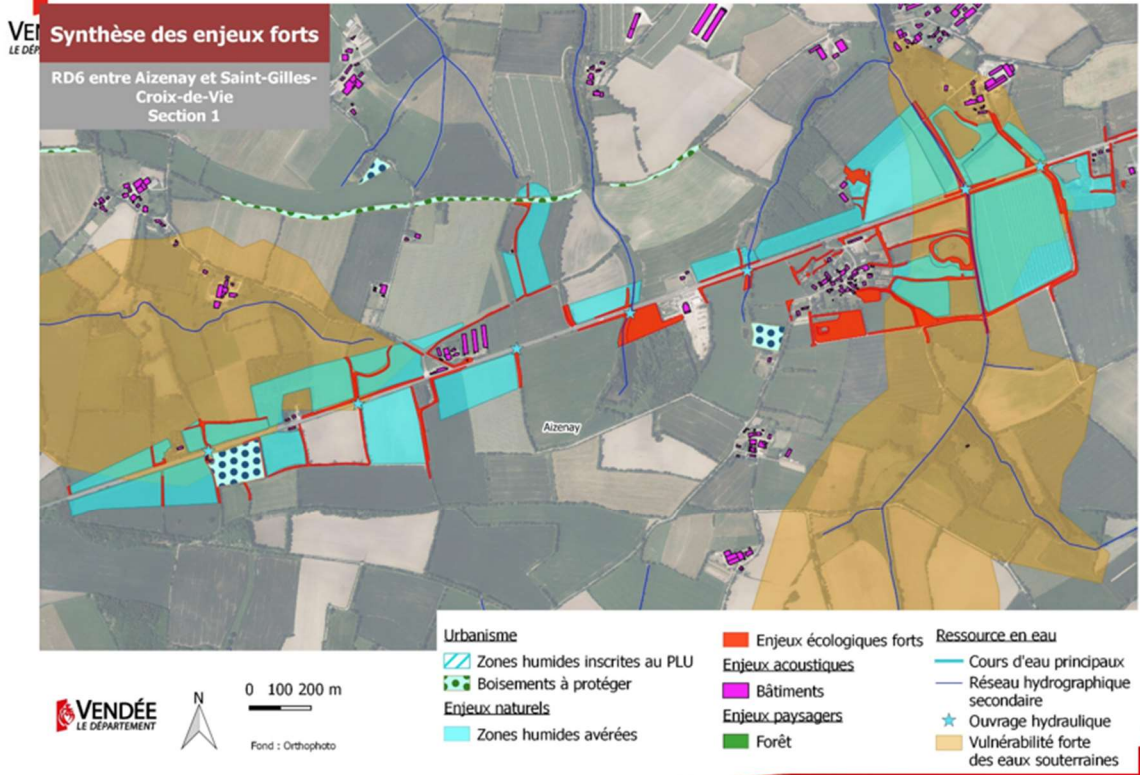 VEN
LE DÉP
Synthèse des enjeux forts
RD6 entre Aizenay et Saint-Gilles-
Croix-de-Vie
Section 1
Aizenay
Urbanisme
Zones humides inscrites au PLU
Boisements à protéger
Enjeux naturels
Zones humides avérées
Enjeux écologiques forts
Enjeux acoustiques
Bâtiments
Enjeux paysagers
Forêt
Ressource en eau
Cours d'eau principaux
Réseau hydrographique
secondaire
Ouvrage hydraulique
Vulnérabilité forte
des eaux souterraines
VENDÉE
LE DÉPARTEMENT
N
0 100 200 m
Fond : Orthophoto